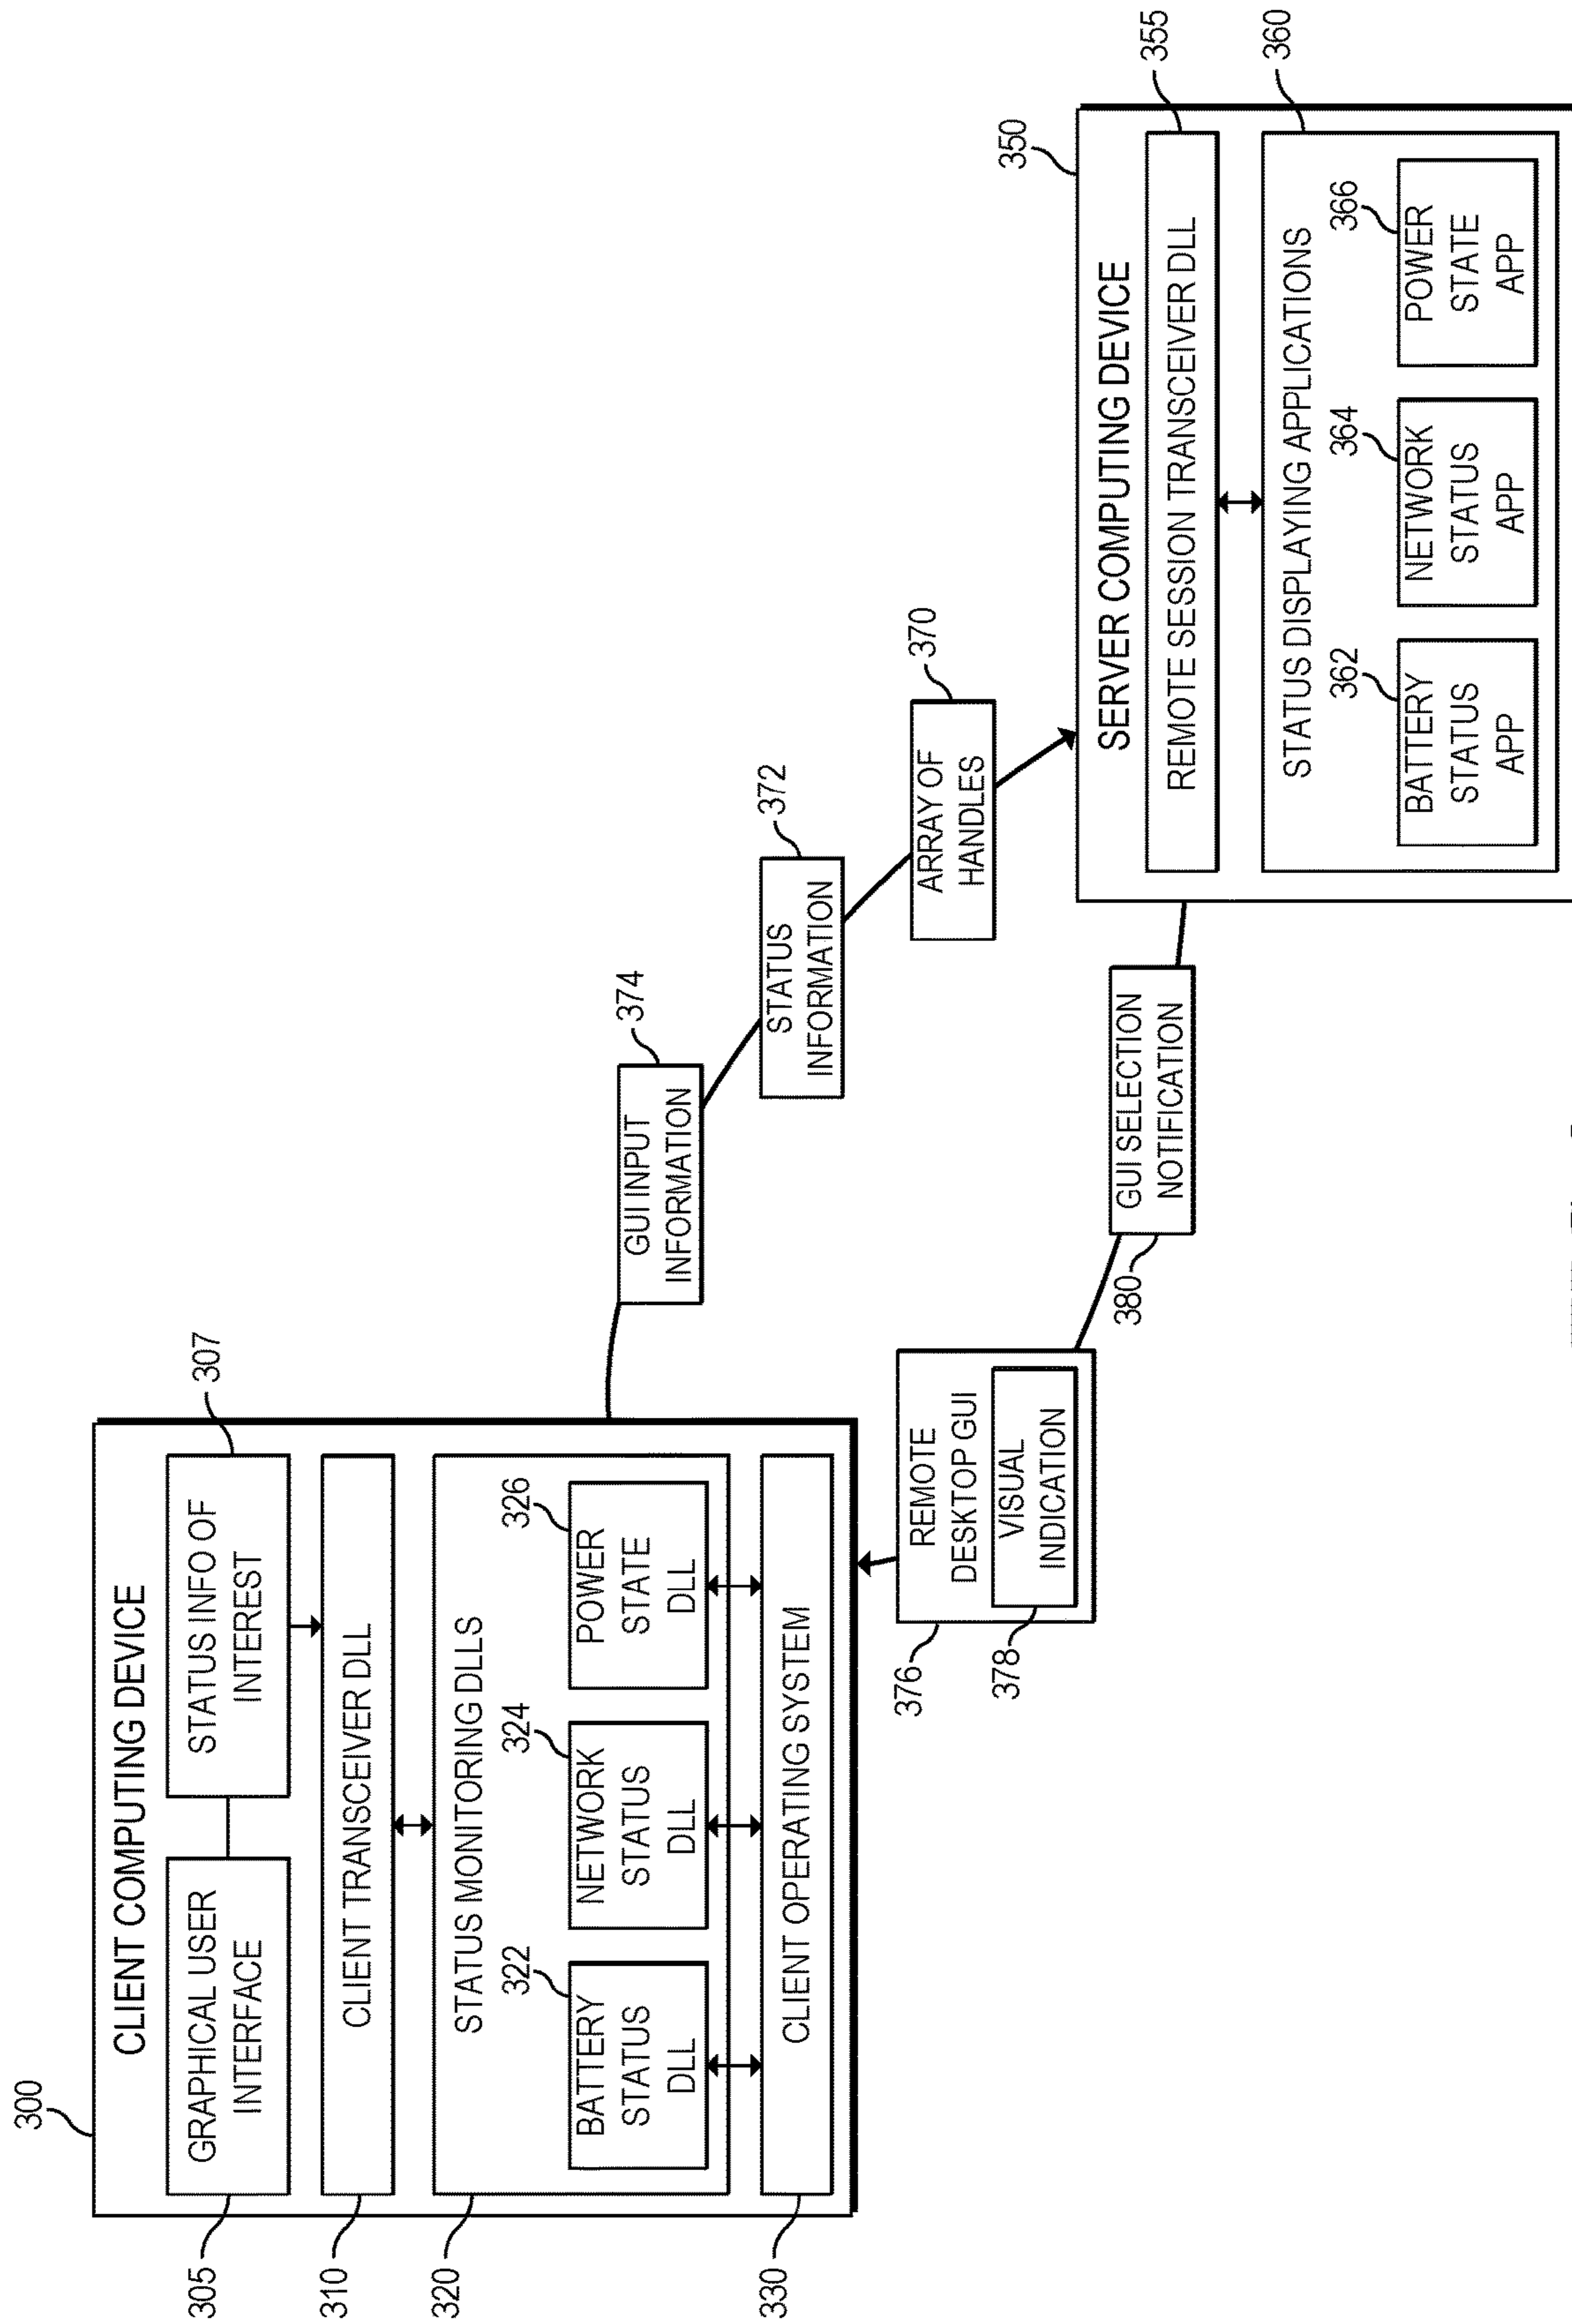 300
CLIENT COMPUTING DEVICE
305
GRAPHICAL USER
INTERFACE
STATUS INFO OF
INTEREST
307
310
CLIENT TRANSCEIVER DLL
320
STATUS MONITORING DLLS
322
BATTERY
STATUS
DLL
324
NETWORK
STATUS
DLL
326
POWER
STATE
DLL
330
CLIENT OPERATING SYSTEM
374
GUI INPUT
INFORMATION
372
STATUS
INFORMATION
370
ARRAY OF
HANDLES
376
REMOTE
DESKTOP GUI
378
VISUAL
INDICATION
380
GUI SELECTION
NOTIFICATION
350
SERVER COMPUTING DEVICE
355
REMOTE SESSION TRANSCEIVER DLL
360
STATUS DISPLAYING APPLICATIONS
362
BATTERY
STATUS
APP
364
NETWORK
STATUS
APP
366
POWER
STATE
APP